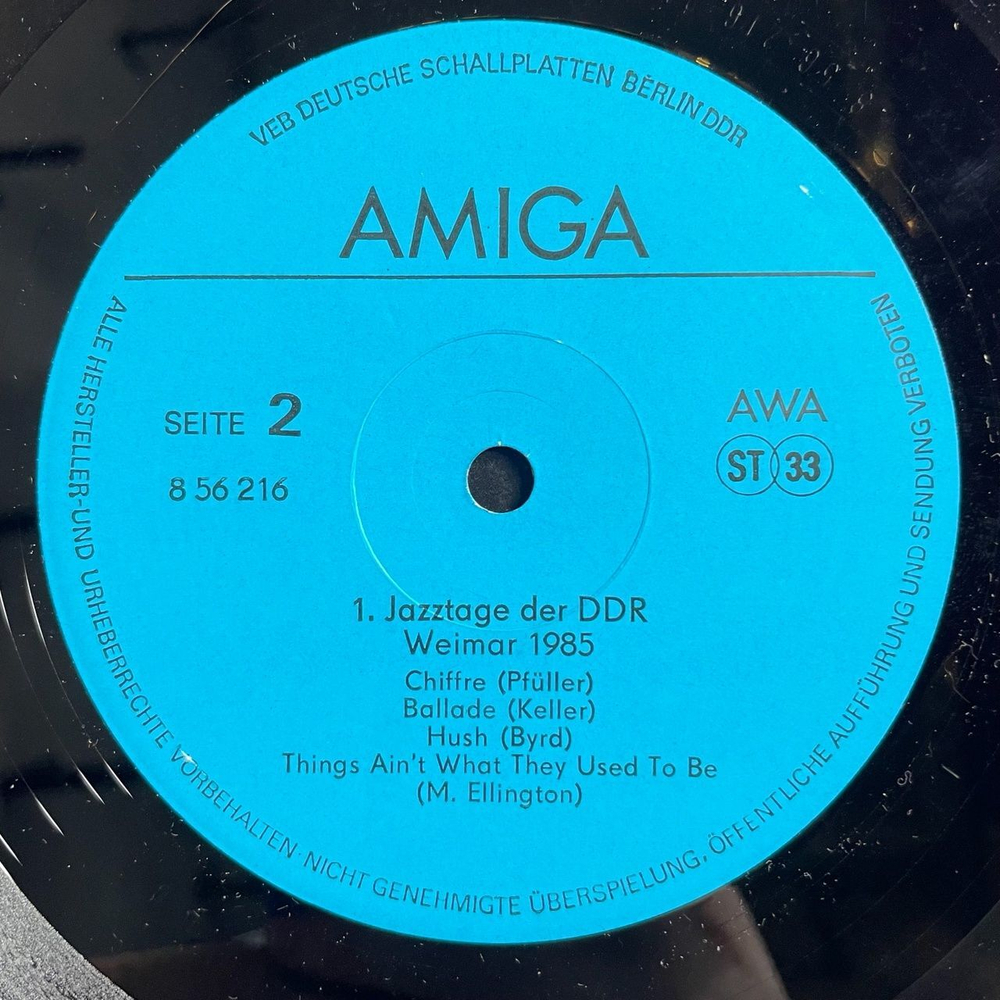 VEB DEUTSCHE SCHALLPLATTEN BERLIN DDR
AMIGA
SEITE 2
8 56 216
AWA
ST 33
1. Jazztage der DDR
Weimar 1985
Chiffre (Pfüller)
Ballade (Keller)
Hush (Byrd)
Things Ain't What They Used To Be
(M. Ellington)
ALLE HERSTELLER-UND URHEBERRECHTE VORBEHALTEN·NICHT GENEHMIGTE ÜBERSPIELUNG, ÖFFENTLICHE AUFFÜHRUNG UND SENDUNG VERBOTEN